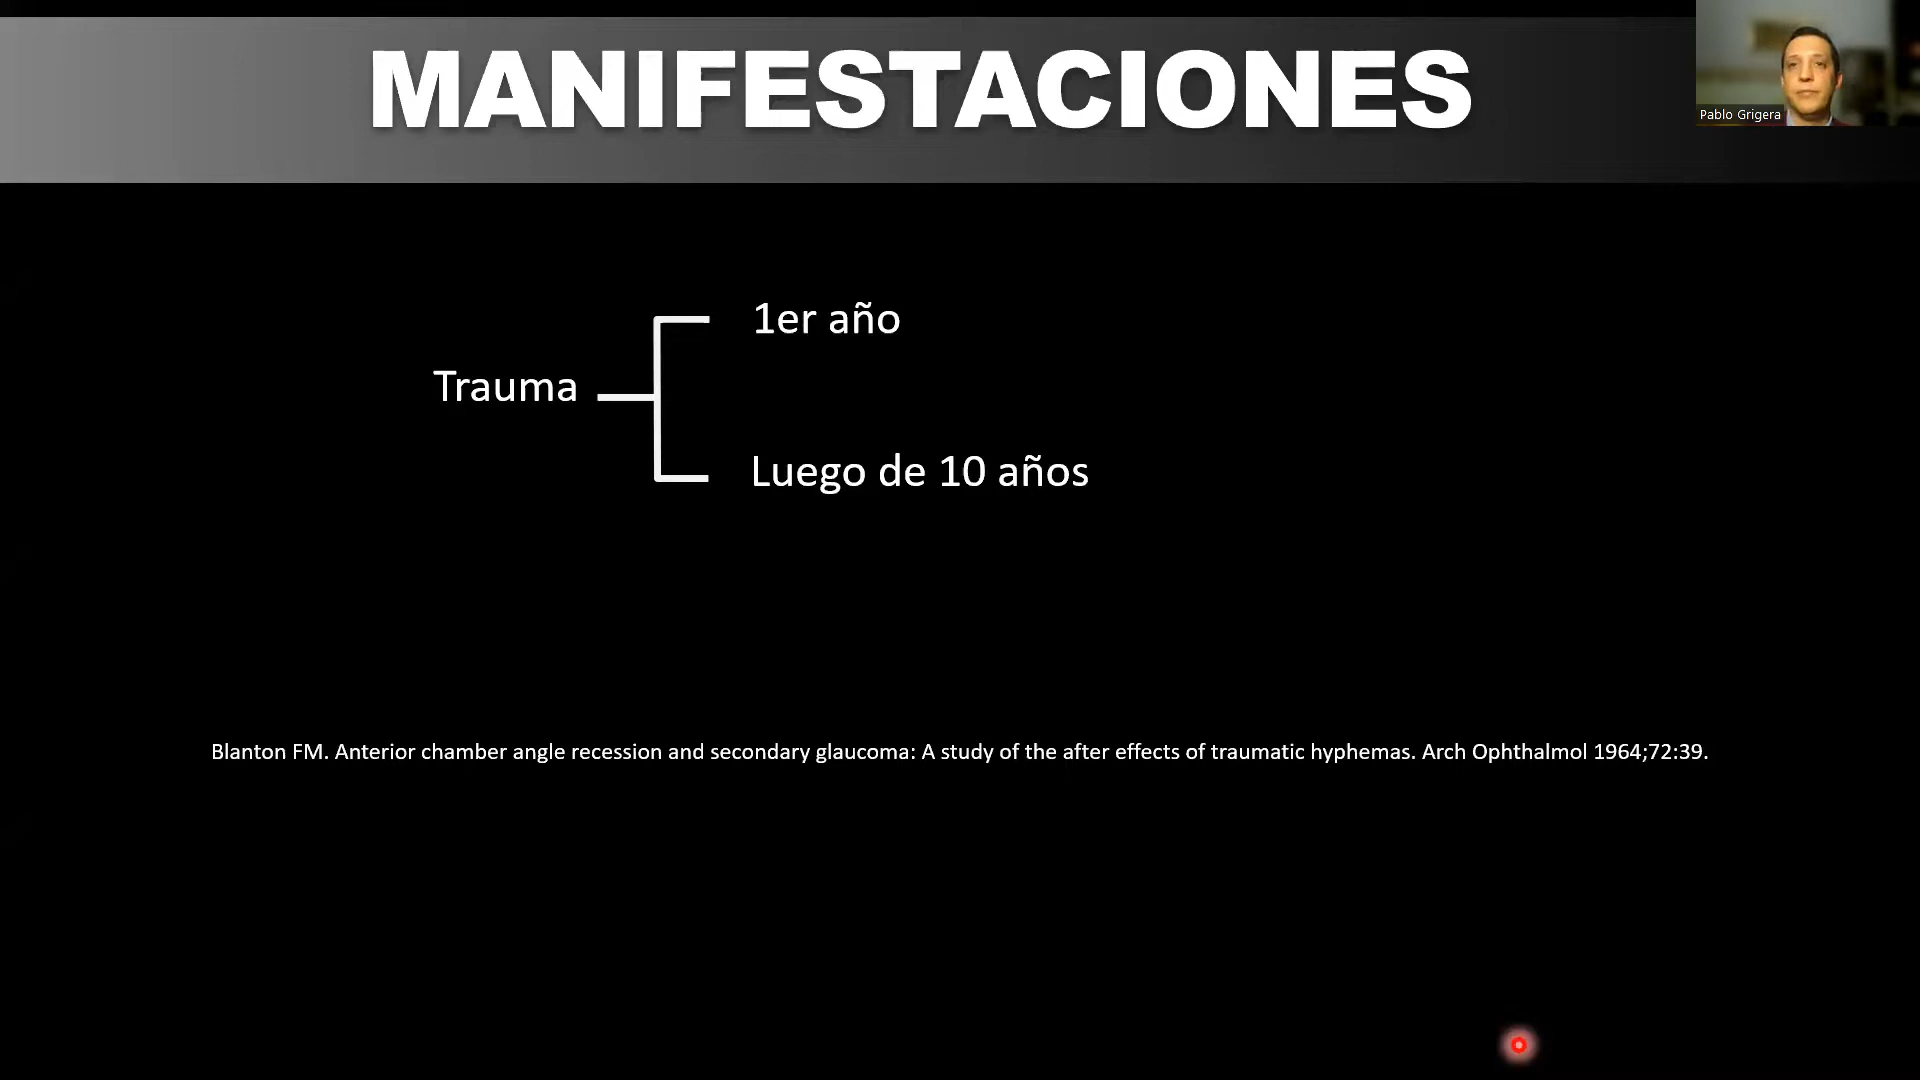 MANIFESTACIONES
Pablo Grigera
1er año
Trauma
Luego de 10 años
Blanton FM. Anterior chamber angle recession and secondary glaucoma: A study of the after effects of traumatic hyphemas. Arch Ophthalmol 1964;72:39.